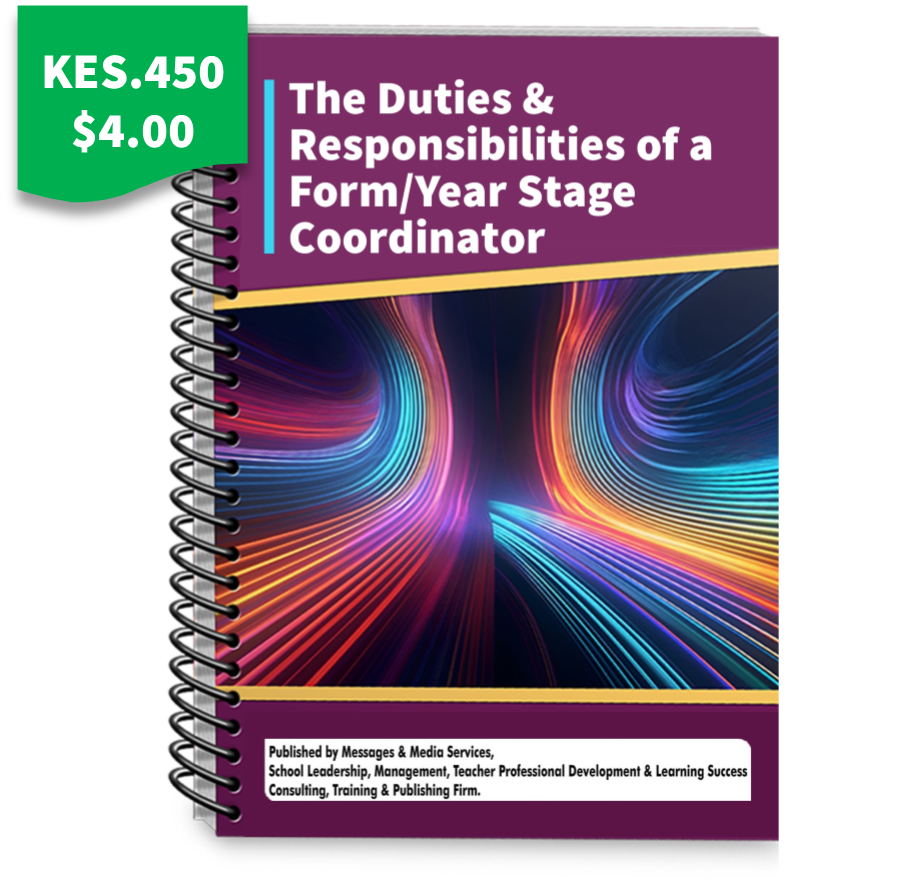 KES.450
$4.00
The Duties &
Responsibilities of a
Form/Year Stage
Coordinator
Published by Messages & Media Services,
School Leadership, Management, Teacher Professional Development & Learning Success
Consulting, Training & Publishing Firm.